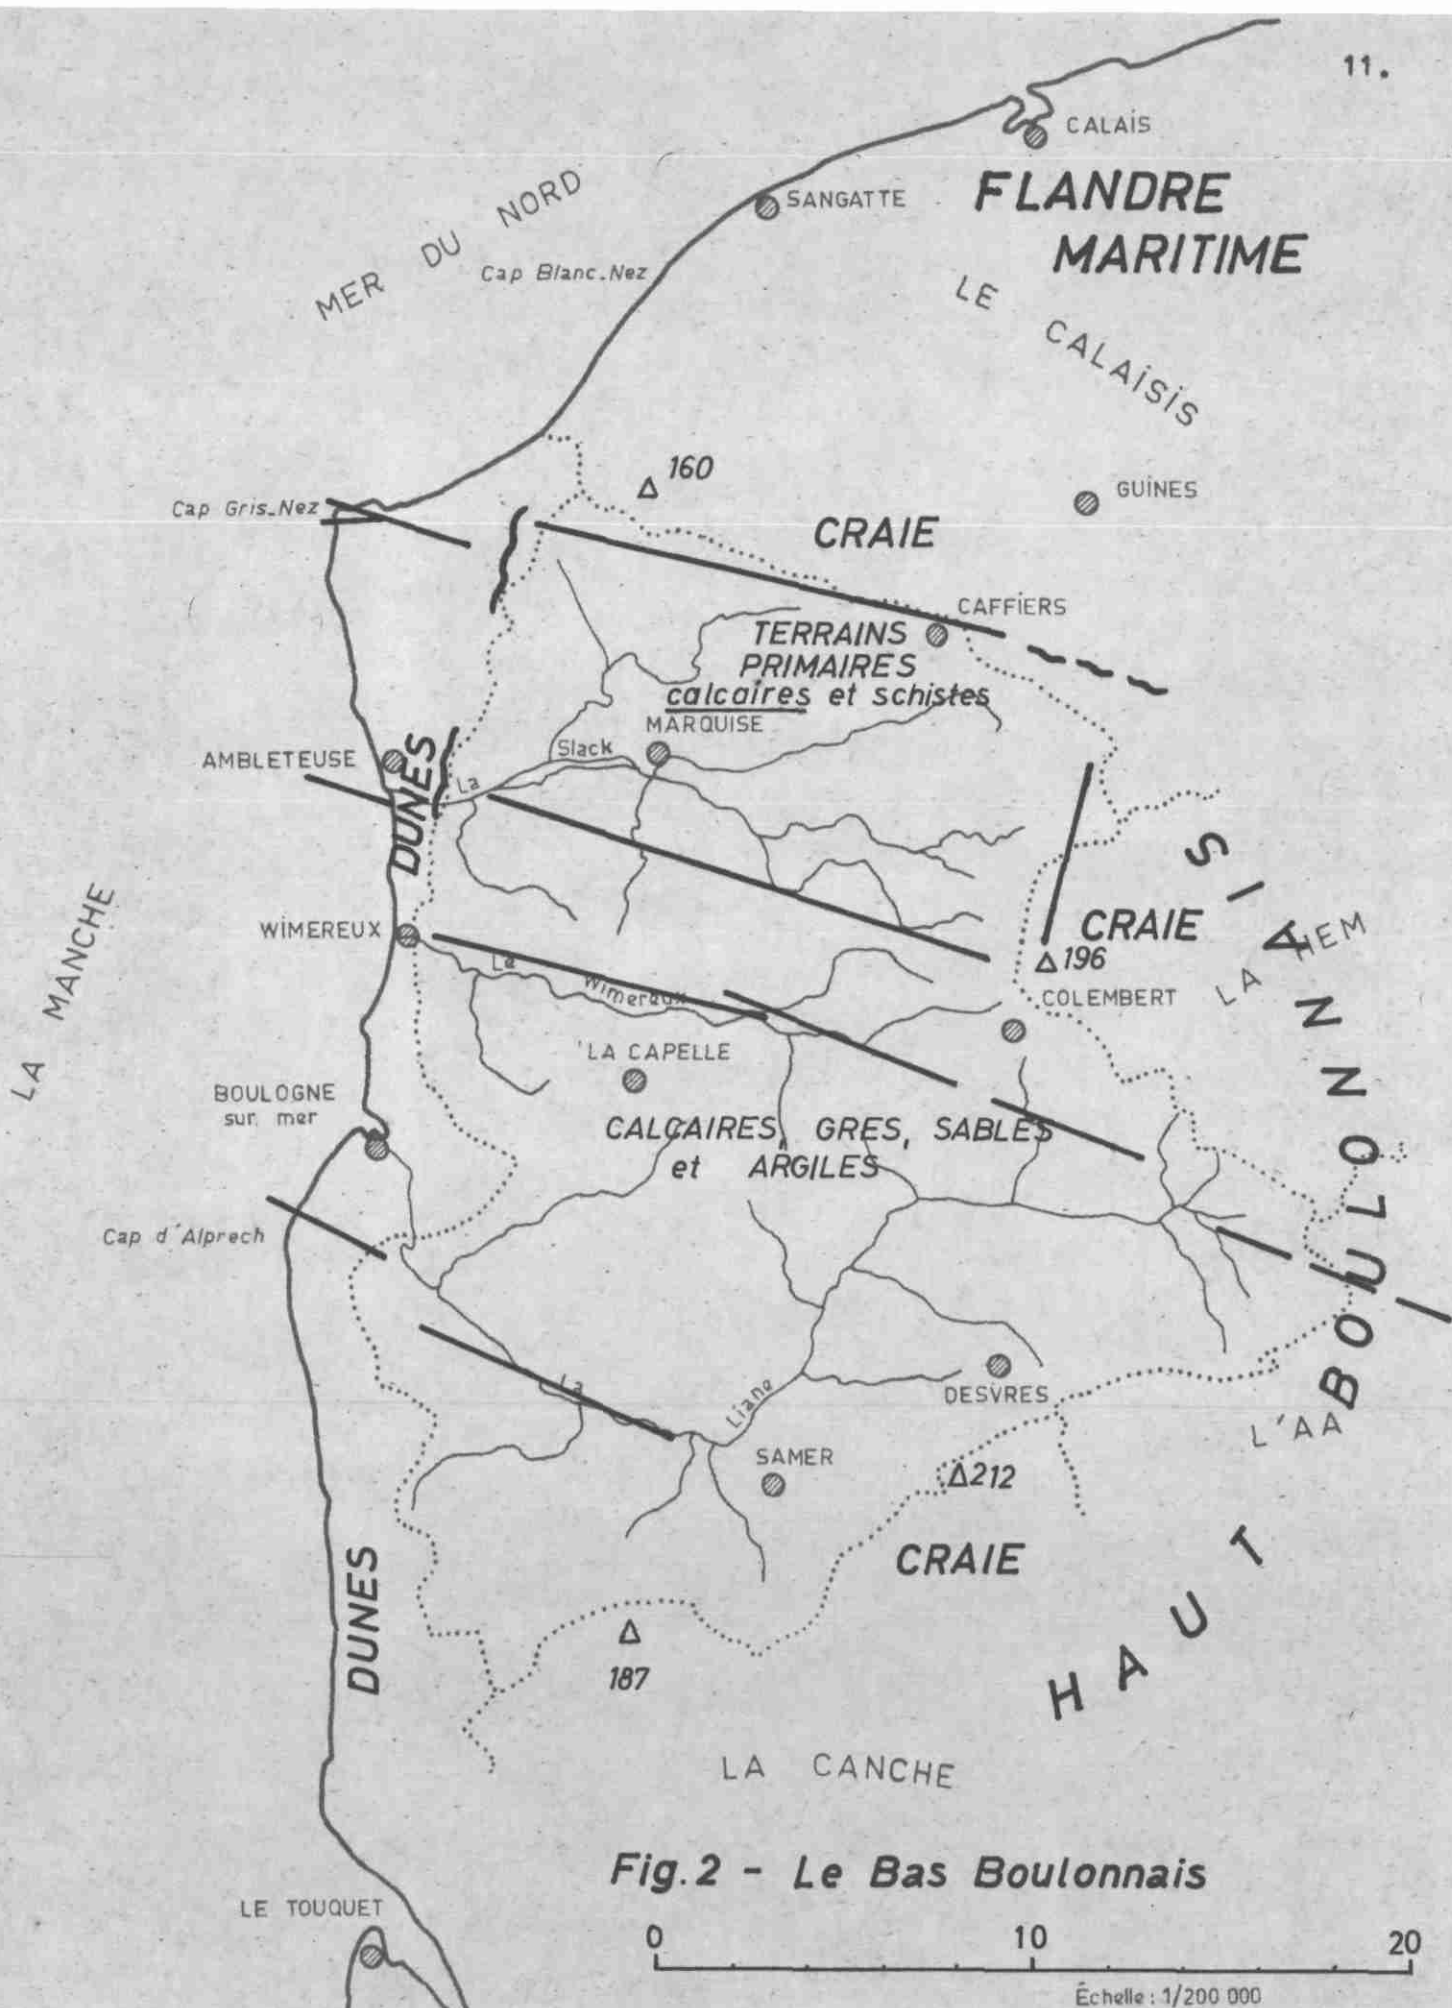 11.
CALAIS
SANGATTE
FLANDRE
MARITIME
MER DU NORD
Cap Blanc-Nez
LE CALAISIS
160
GUINES
Cap Gris-Nez
CRAIE
CAFFIERS
TERRAINS
PRIMAIRES
calcaires et schistes
MARQUISE
AMBLETEUSE
DUNES
La Slack
LA MANCHE
WIMEREUX
CRAIE
196
LA HEM
Le Wimereux
COLEMBERT
LA CAPELLE
BOULOGNE
sur mer
CALCAIRES, GRES, SABLES
et ARGILES
Cap d'Alprech
HAUT BOULONNAIS
La Liane
DESVRES
L'AA
SAMER
212
CRAIE
DUNES
187
LA CANCHE
Fig.2 - Le Bas Boulonnais
LE TOUQUET
0 10 20
Échelle : 1/200 000